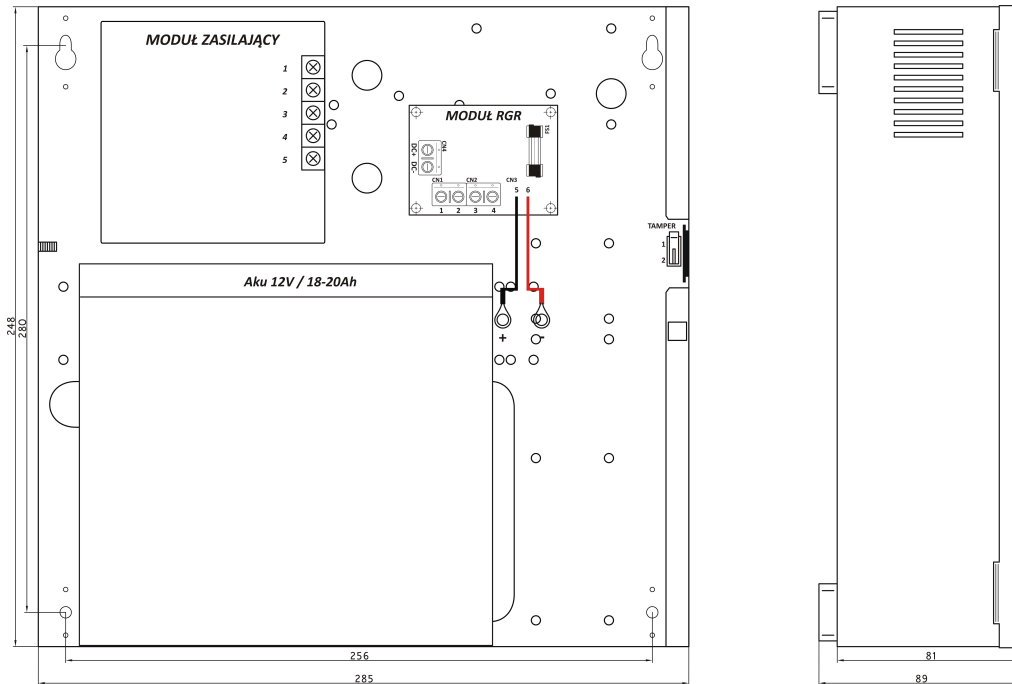 MODUŁ ZASILAJĄCY
1
2
3
4
5
MODUŁ RGR
FS1
DC+
DC-
CN4
CN1 CN2 CN3
5 6
1 2 3 4
TAMPER
1
2
Aku 12V / 18-20Ah
+ -
248
280
256
285
81
89